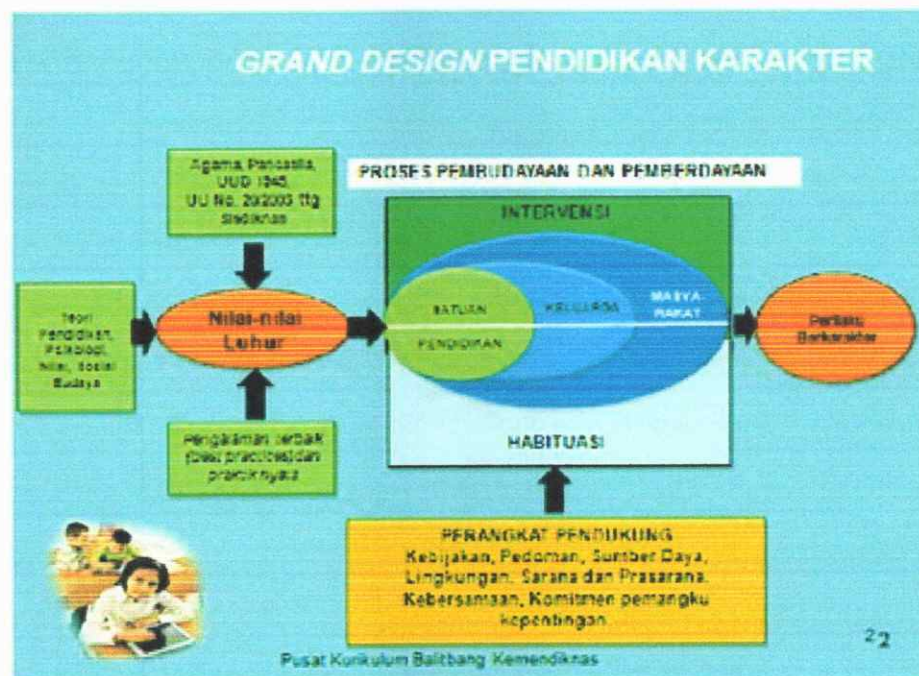 GRAND DESIGN PENDIDIKAN KARAKTER
Agama, Pancasila,
UUD 1945,
UU No. 20/2003 ttg
Sisdiknas
PROSES PEMBUDAYAAN DAN PEMBERDAYAAN
INTERVENSI
Teori
Pendidikan,
Psikologi,
Nilai, Sosial
Budaya
Nilai-nilai
Luhur
SATUAN
PENDIDIKAN
KELUARGA
MASYA-
RAKAT
Perilaku
Berkarakter
Pengalaman terbaik
(best practices) dan
praktik nyata
HABITUASI
PERANGKAT PENDUKUNG
Kebijakan, Pedoman, Sumber Daya,
Lingkungan, Sarana dan Prasarana,
Kebersamaan, Komitmen pemangku
kepentingan.
Pusat Kurikulum Balitbang Kemendiknas
22